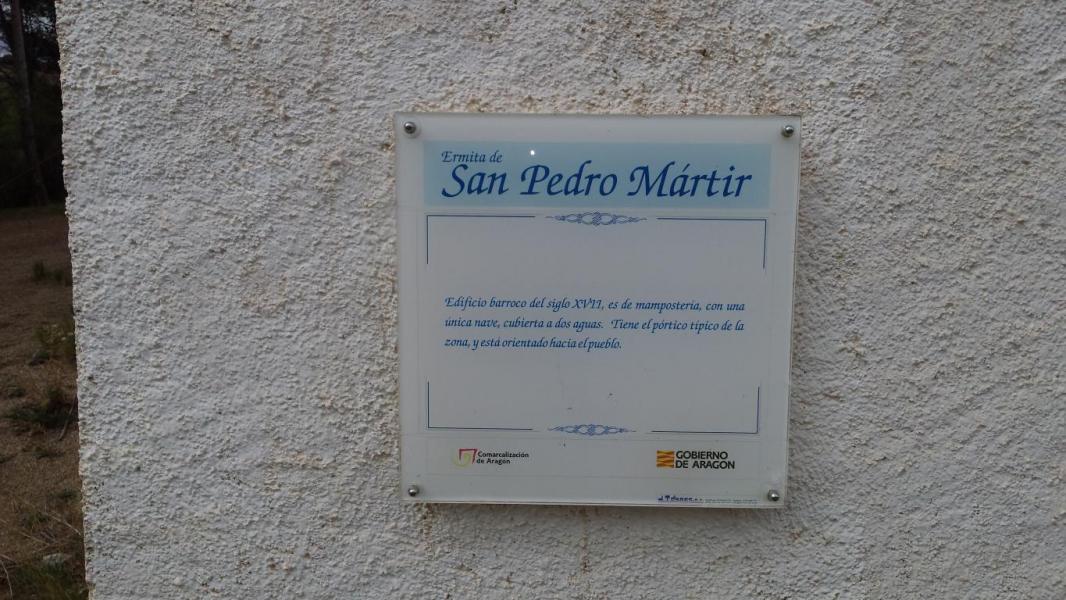 Ermita de
San Pedro Mártir
Edificio barroco del siglo XVII, es de mampostería, con una
única nave, cubierta a dos aguas. Tiene el pórtico típico de la
zona, y está orientado hacia el pueblo.
Comarcalización
de Aragón
GOBIERNO
DE ARAGON